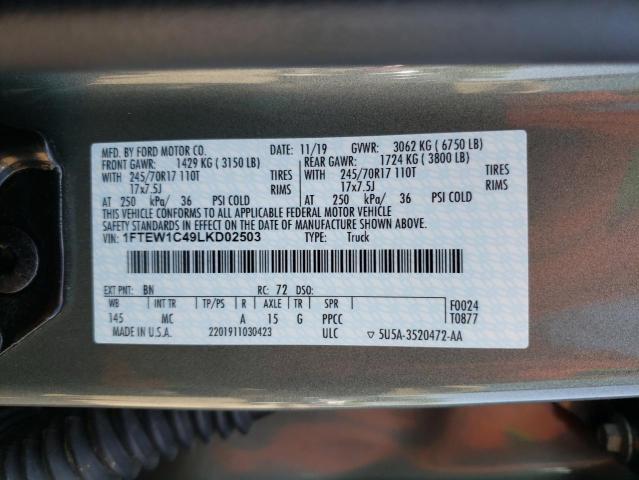 MFD. BY FORD MOTOR CO. DATE: 11/19 GVWR: 3062 KG ( 6750 LB)
FRONT GAWR: 1429 KG ( 3150 LB) REAR GAWR: 1724 KG ( 3800 LB)
WITH 245/70R17 110T TIRES WITH 245/70R17 110T TIRES
17x7.5J RIMS 17x7.5J RIMS
AT 250 kPa/ 36 PSI COLD AT 250 kPa/ 36 PSI COLD
THIS VEHICLE CONFORMS TO ALL APPLICABLE FEDERAL MOTOR VEHICLE
SAFETY STANDARDS IN EFFECT ON THE DATE OF MANUFACTURE SHOWN ABOVE.
VIN: 1FTEW1C49LKD02503 TYPE: Truck
EXT PNT: BN RC: 72 DSO:
WB INT TR TP/PS R AXLE TR SPR F0024
145 MC A 15 G PPCC T0877
MADE IN U.S.A. 2201911030423 ULC ▽ 5U5A-3520472-AA